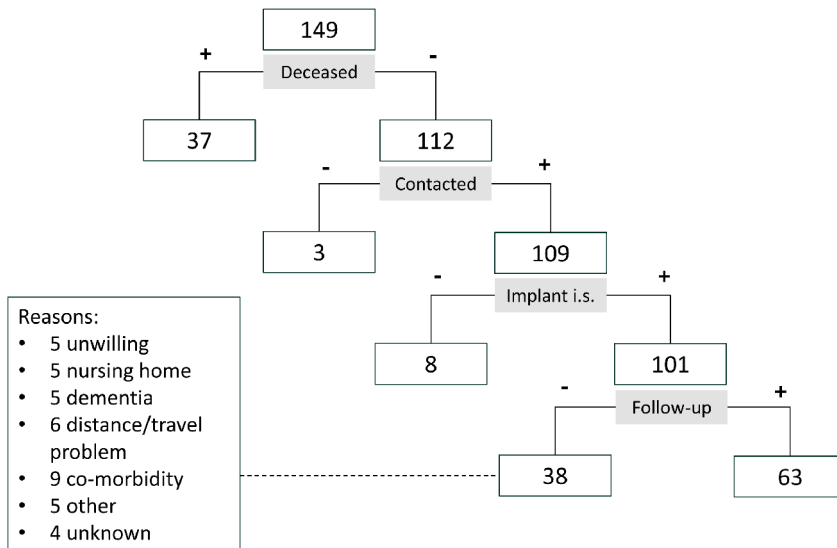 149
+
-
Deceased
37
112
-
+
Contacted
3
109
-
+
Implant i.s.
8
101
-
+
Follow-up
38
63
Reasons:
• 5 unwilling
• 5 nursing home
• 5 dementia
• 6 distance/travel
problem
• 9 co-morbidity
• 5 other
• 4 unknown